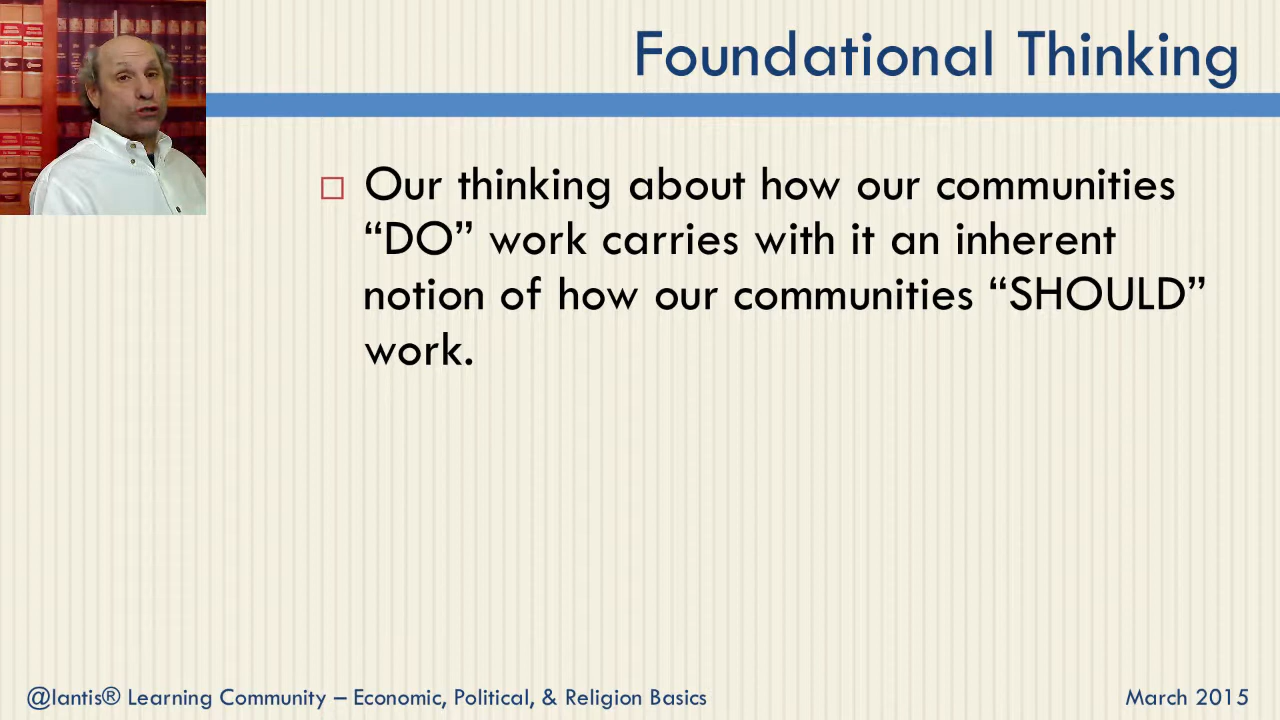 Foundational Thinking
Our thinking about how our communities
“DO” work carries with it an inherent
notion of how our communities “SHOULD”
work.
@lantis® Learning Community – Economic, Political, & Religion Basics
March 2015